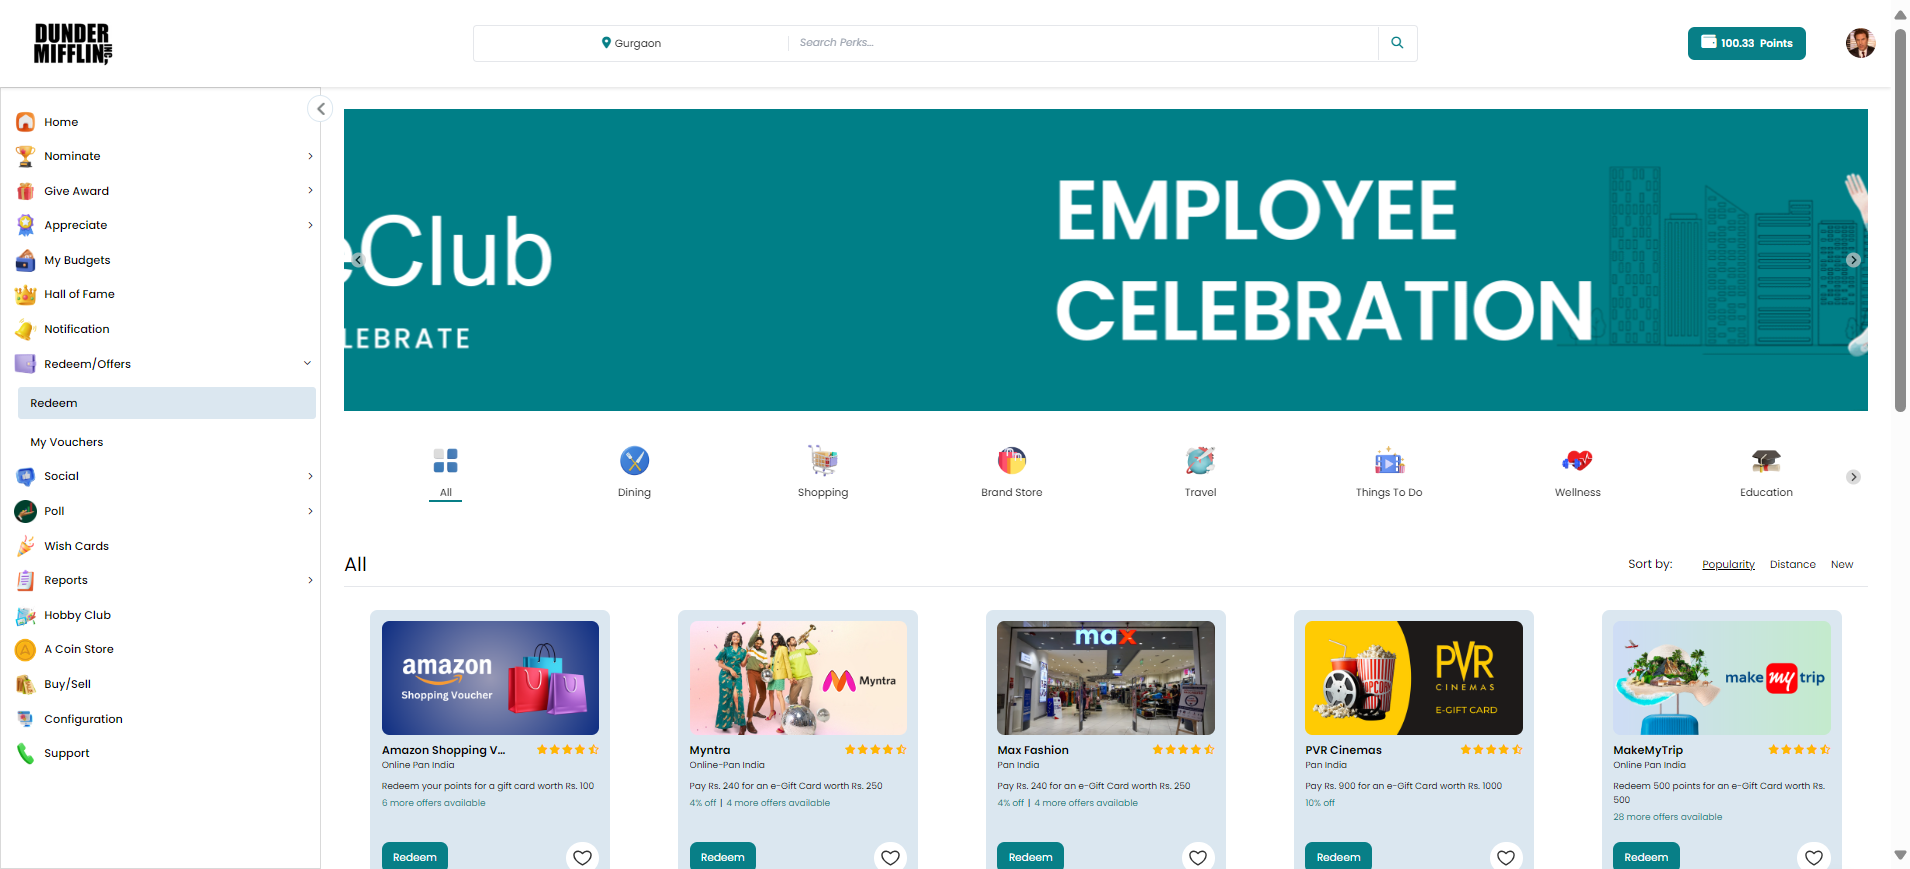 DUNDER
MIFFLIN, INC
Gurgaon
Search Perks...
100.33 Points
Home
Nominate
Give Award
Appreciate
My Budgets
Hall of Fame
Notification
Redeem/Offers
Redeem
My Vouchers
Social
Poll
Wish Cards
Reports
Hobby Club
A Coin Store
Buy/Sell
Configuration
Support
eClub
LEBRATE
EMPLOYEE
CELEBRATION
All
Dining
Shopping
Brand Store
Travel
Things To Do
Wellness
Education
All
Sort by: Popularity Distance New
amazon
Shopping Voucher
Amazon Shopping V...
Online Pan India
Redeem your points for a gift card worth Rs. 100
6 more offers available
Redeem
Myntra
Myntra
Online-Pan India
Pay Rs. 240 for an e-Gift Card worth Rs. 250
4% off | 4 more offers available
Redeem
max
Max Fashion
Pan India
Pay Rs. 240 for an e-Gift Card worth Rs. 250
4% off | 4 more offers available
Redeem
POPCORN
PVR
CINEMAS
E-GIFT CARD
PVR Cinemas
Pan India
Pay Rs. 900 for an e-Gift Card worth Rs. 1000
10% off
Redeem
make my trip
MakeMyTrip
Online Pan India
Redeem 500 points for an e-Gift Card worth Rs.
500
28 more offers available
Redeem